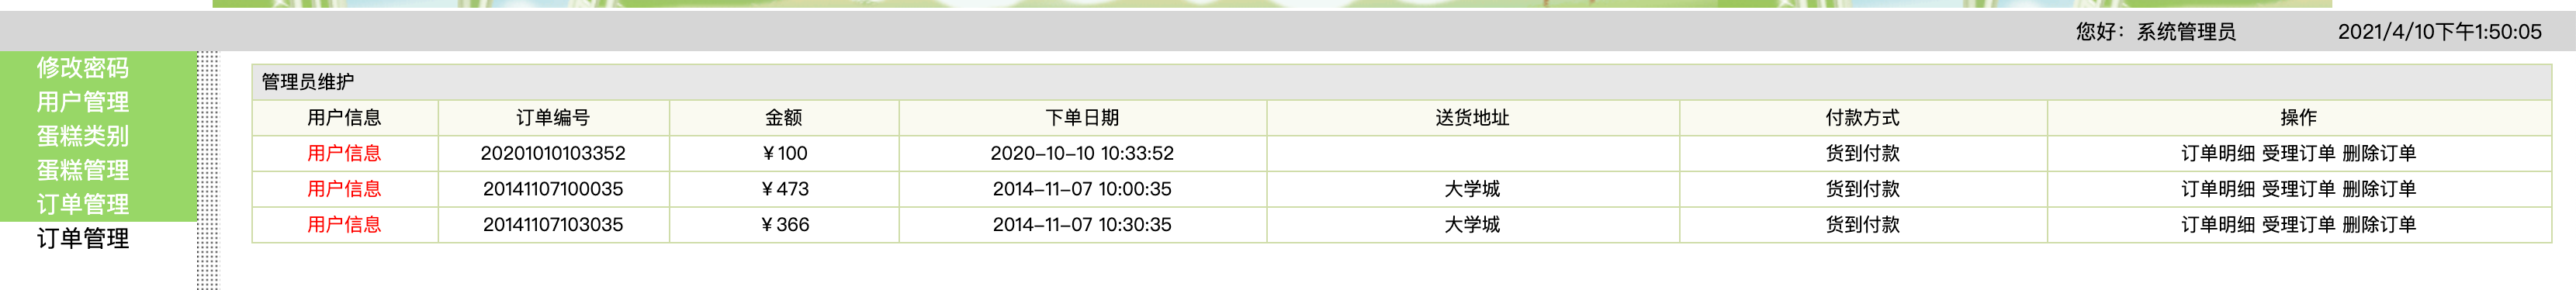 您好：系统管理员 2021/4/10下午1:50:05
修改密码
用户管理
蛋糕类别
蛋糕管理
订单管理
订单管理
管理员维护
用户信息 订单编号 金额 下单日期 送货地址 付款方式 操作
用户信息 20201010103352 ￥100 2020-10-10 10:33:52 货到付款 订单明细 受理订单 删除订单
用户信息 20141107100035 ￥473 2014-11-07 10:00:35 大学城 货到付款 订单明细 受理订单 删除订单
用户信息 20141107103035 ￥366 2014-11-07 10:30:35 大学城 货到付款 订单明细 受理订单 删除订单